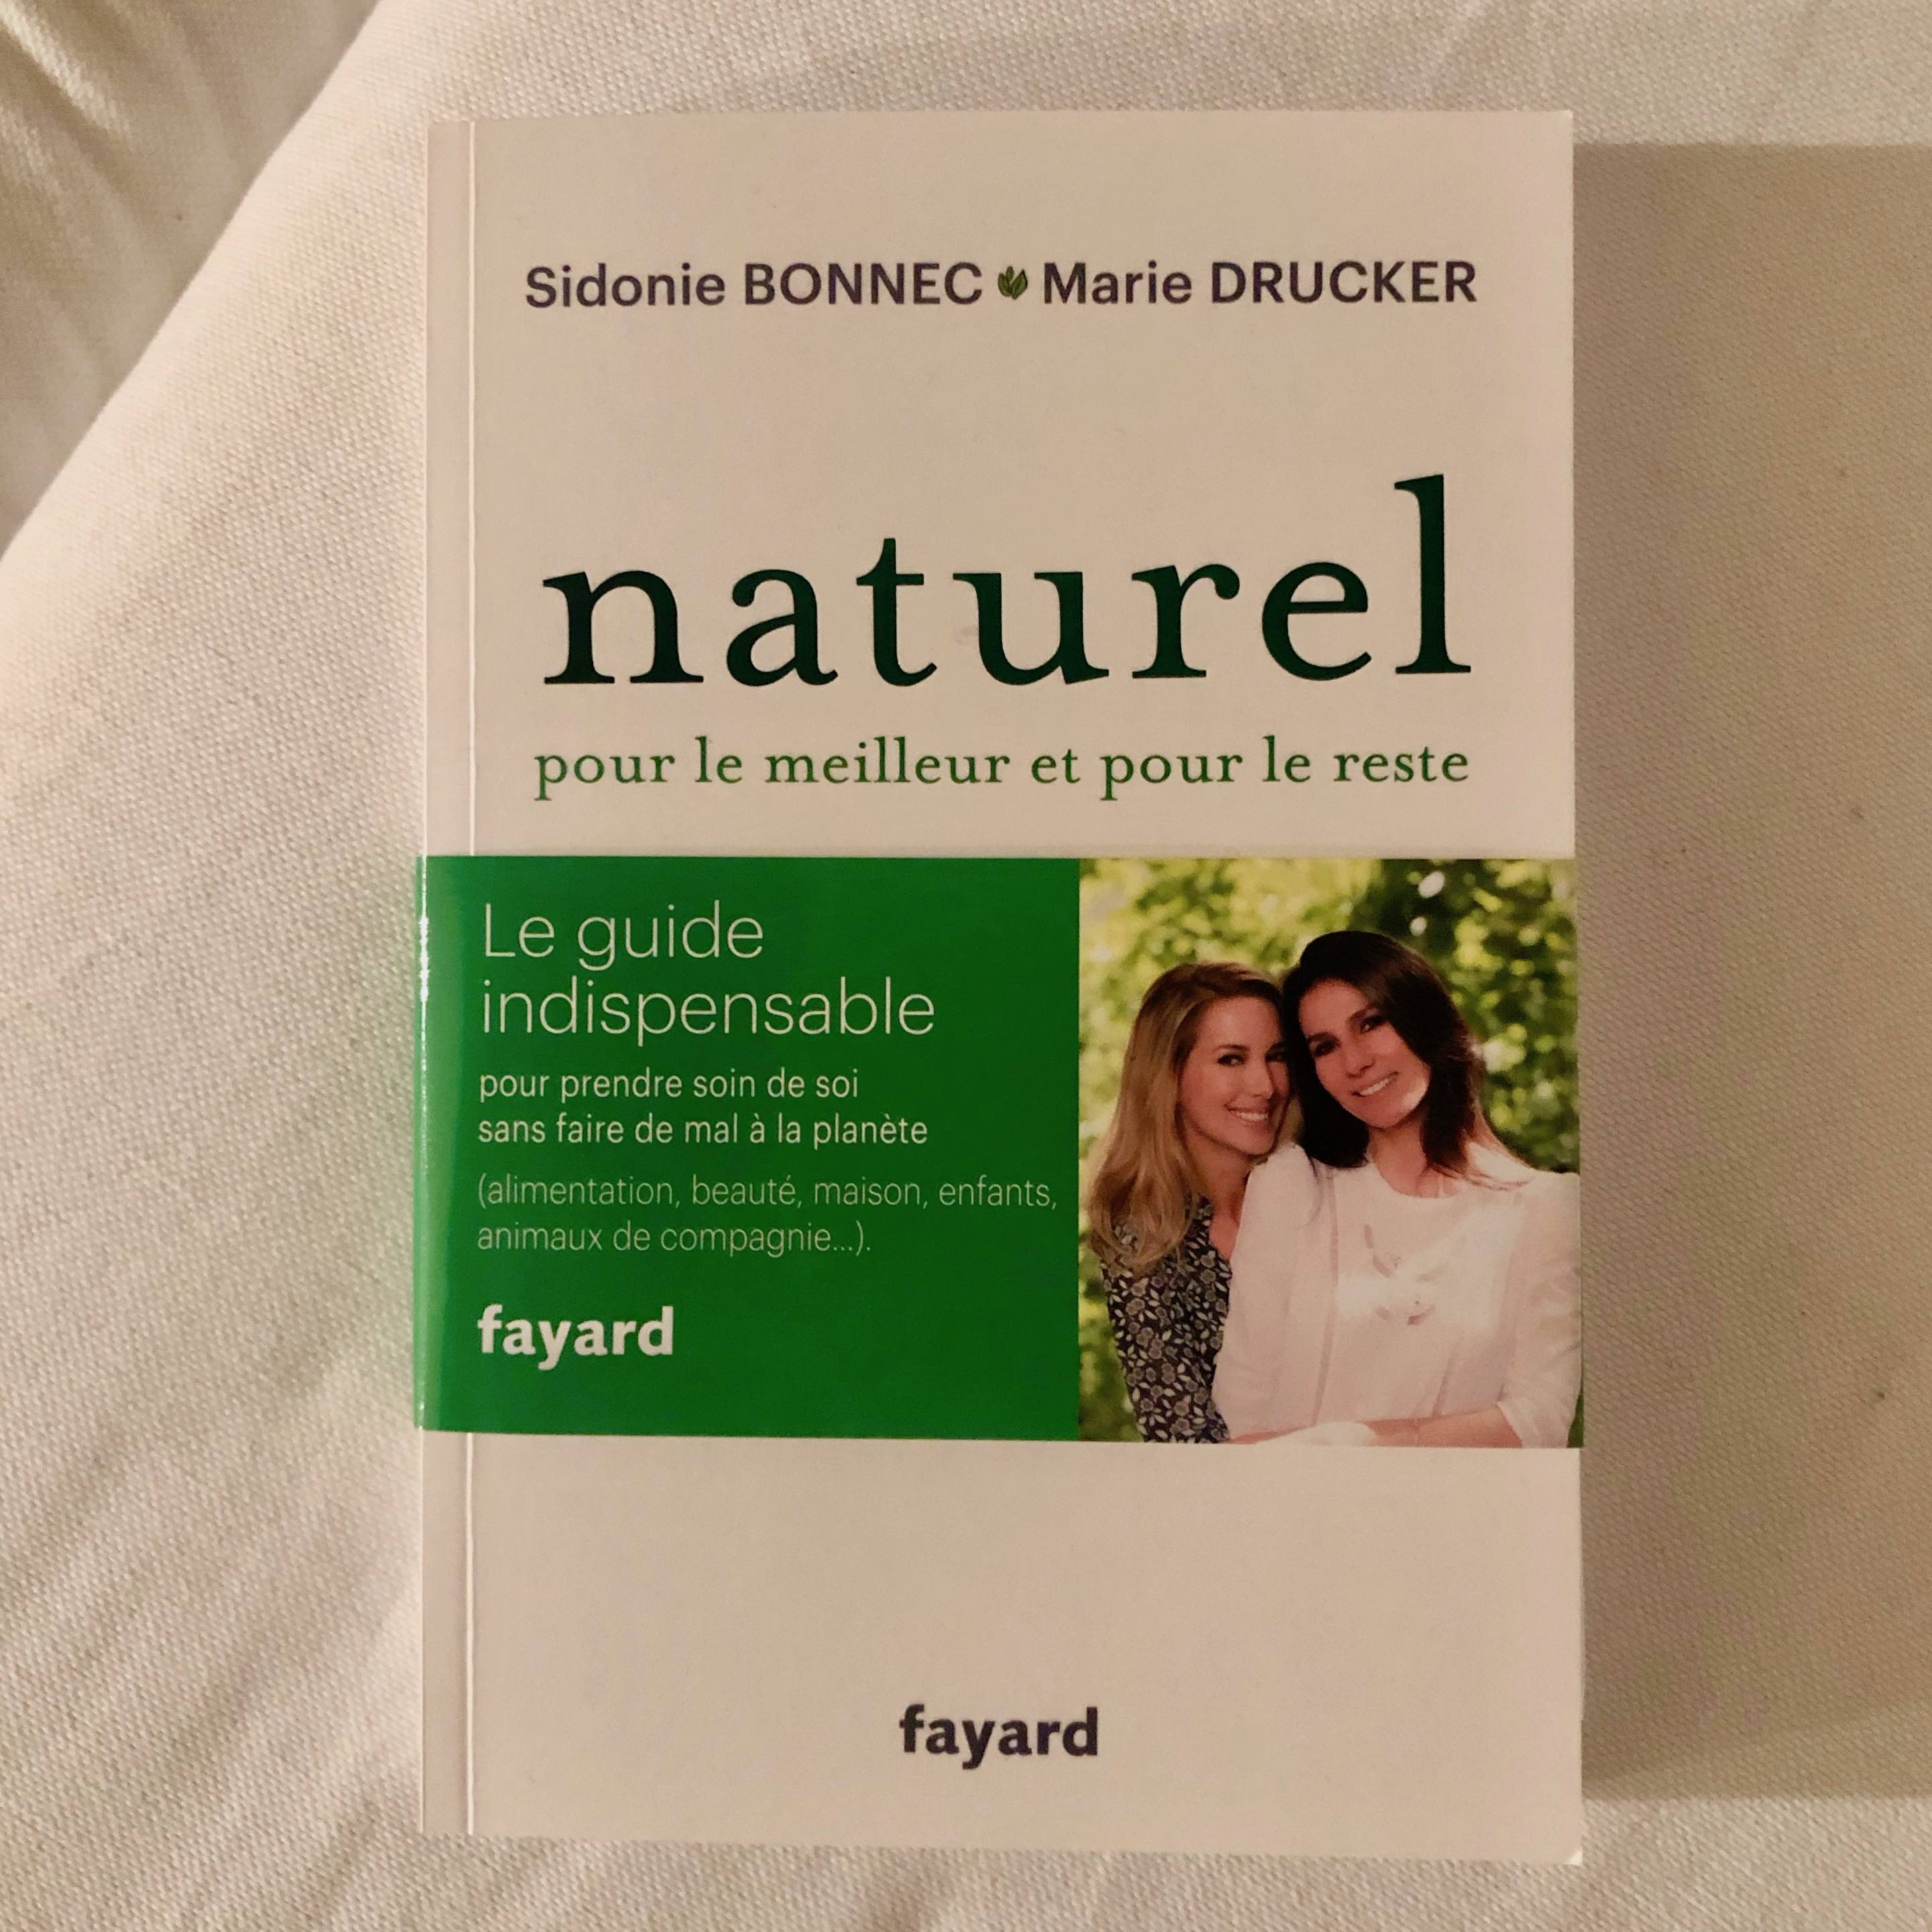 Sidonie BONNEC Marie DRUCKER
naturel
pour le meilleur et pour le reste
Le guide
indispensable
pour prendre soin de soi
sans faire de mal à la planète
(alimentation, beauté, maison, enfants,
animaux de compagnie...).
fayard
fayard